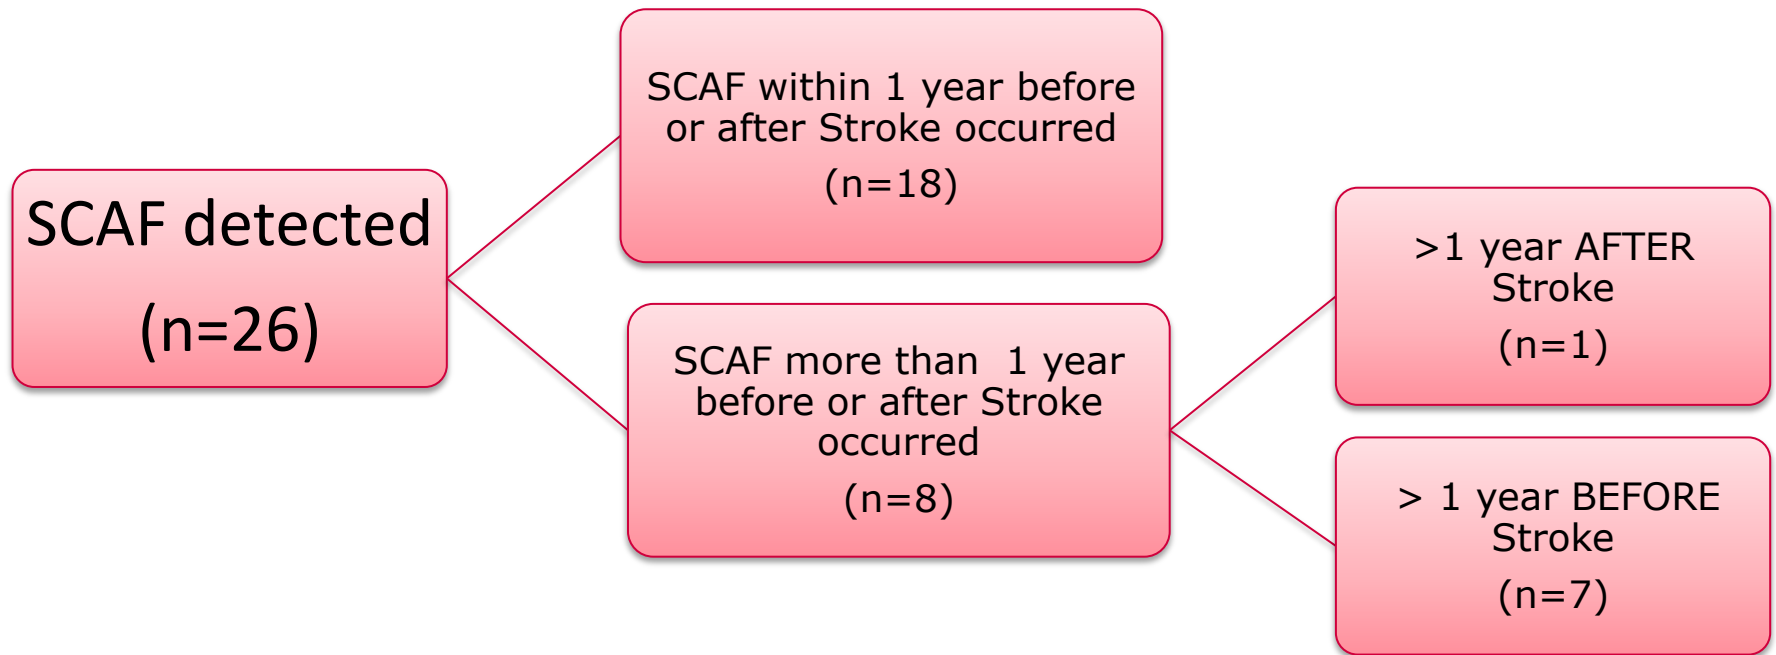 SCAF detected
(n=26)
SCAF within 1 year before
or after Stroke occurred
(n=18)
SCAF more than  1 year
before or after Stroke
occurred
(n=8)
>1 year AFTER
Stroke
(n=1)
> 1 year BEFORE
Stroke
(n=7)